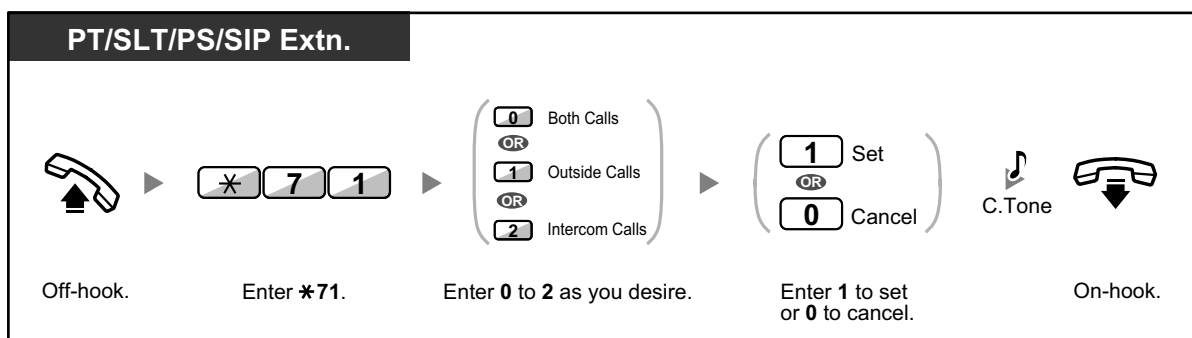 PT/SLT/PS/SIP Extn.
0 Both Calls
OR
1 Outside Calls
OR
2 Intercom Calls
* 7 1
1 Set
OR
0 Cancel
C.Tone
Off-hook.
Enter *71.
Enter 0 to 2 as you desire.
Enter 1 to set
or 0 to cancel.
On-hook.